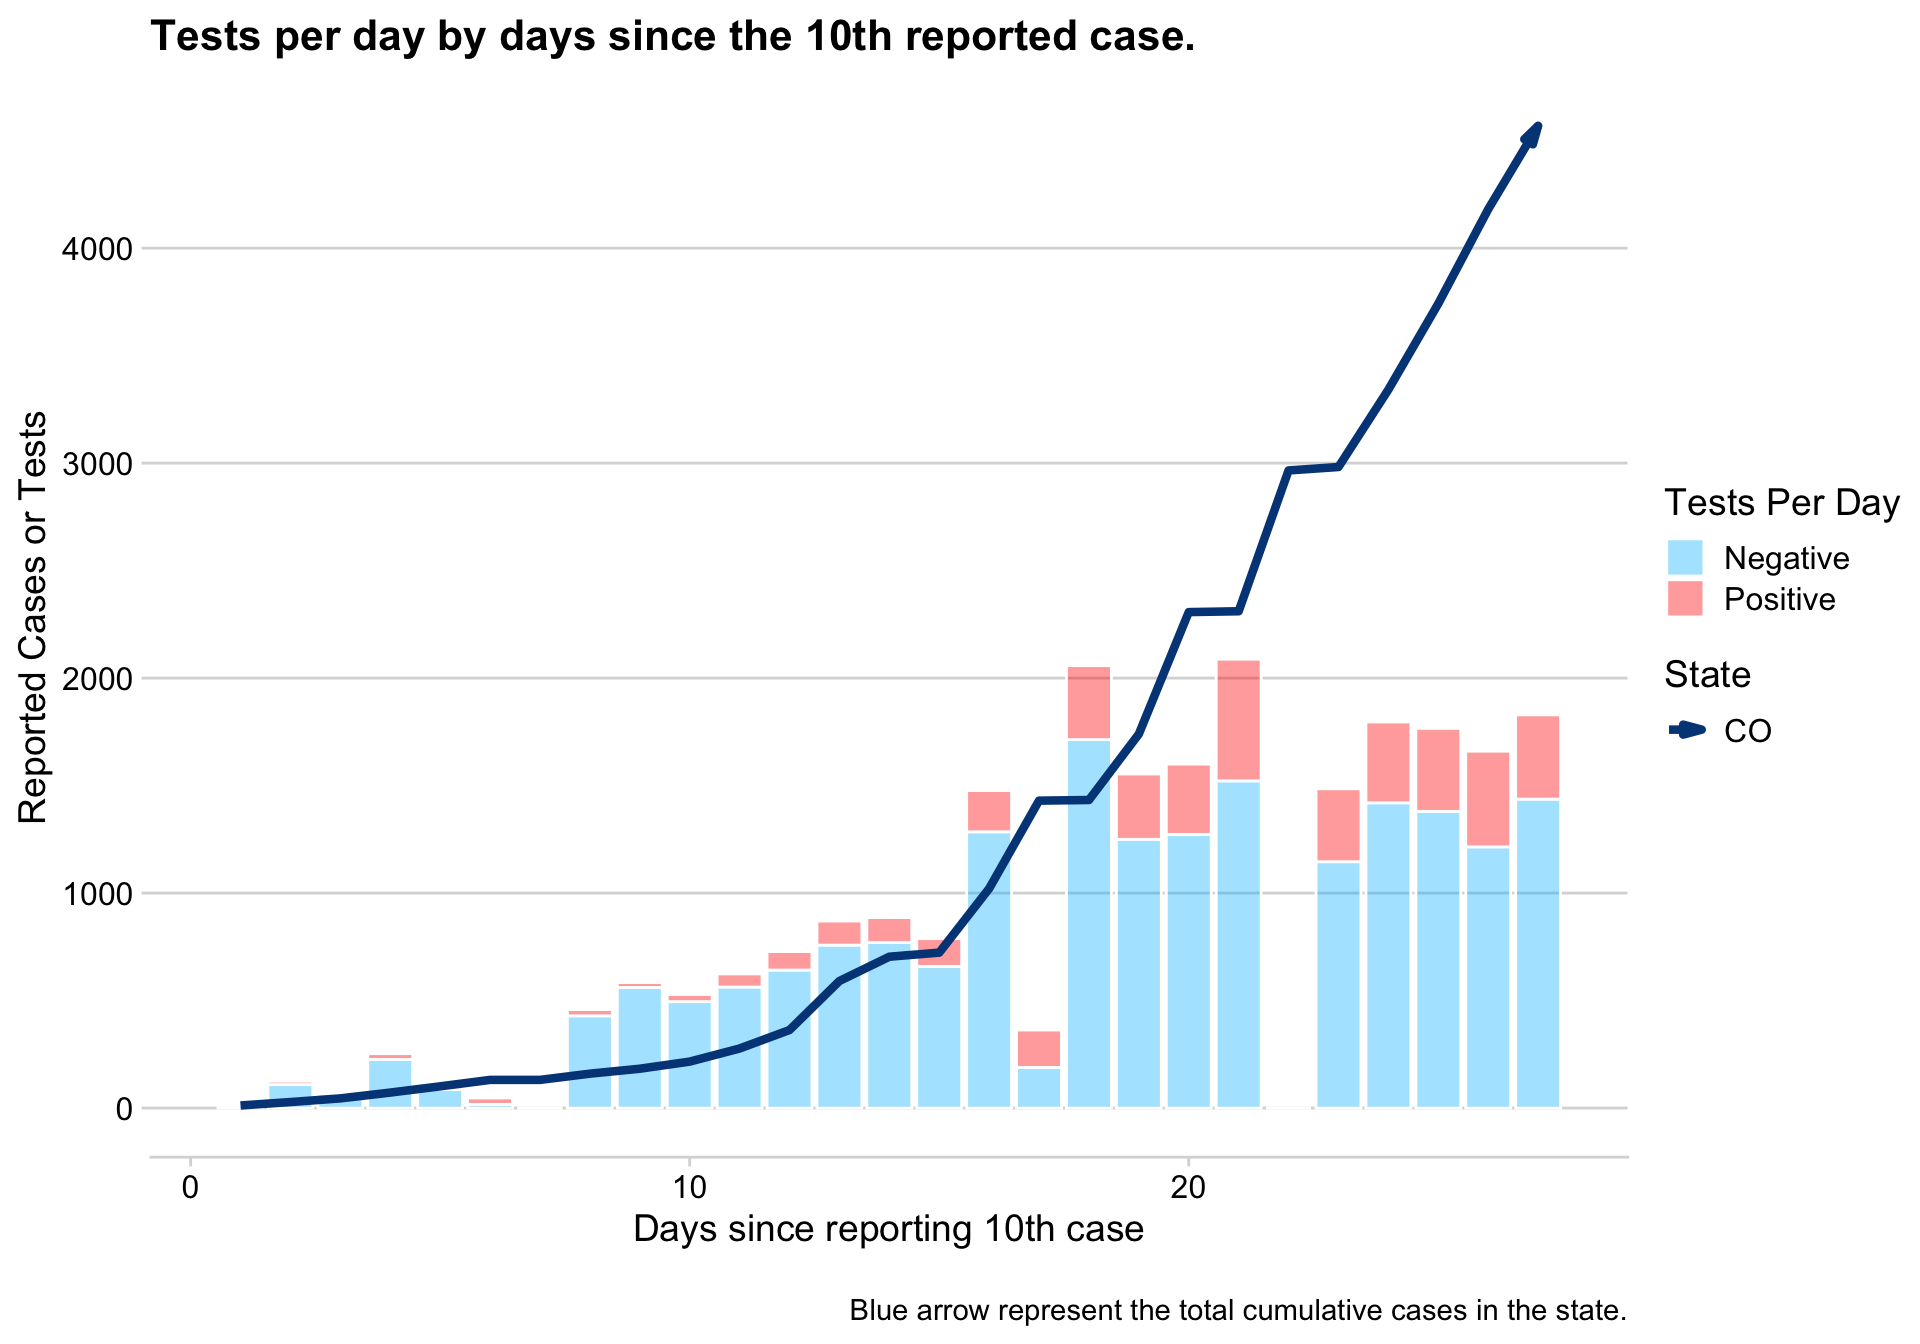 Tests per day by days since the 10th reported case.
Reported Cases or Tests
4000
3000
2000
1000
0
0
10
20
Days since reporting 10th case
Tests Per Day
Negative
Positive
State
CO
Blue arrow represent the total cumulative cases in the state.